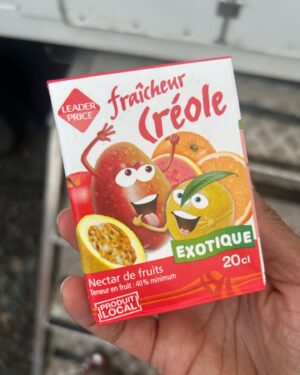 LEADER
PRICE
fraîcheur
Créole
EXOTIQUE
Nectar de fruits
Teneur en fruit : 40% minimum
20cl
PRODUIT
LOCAL